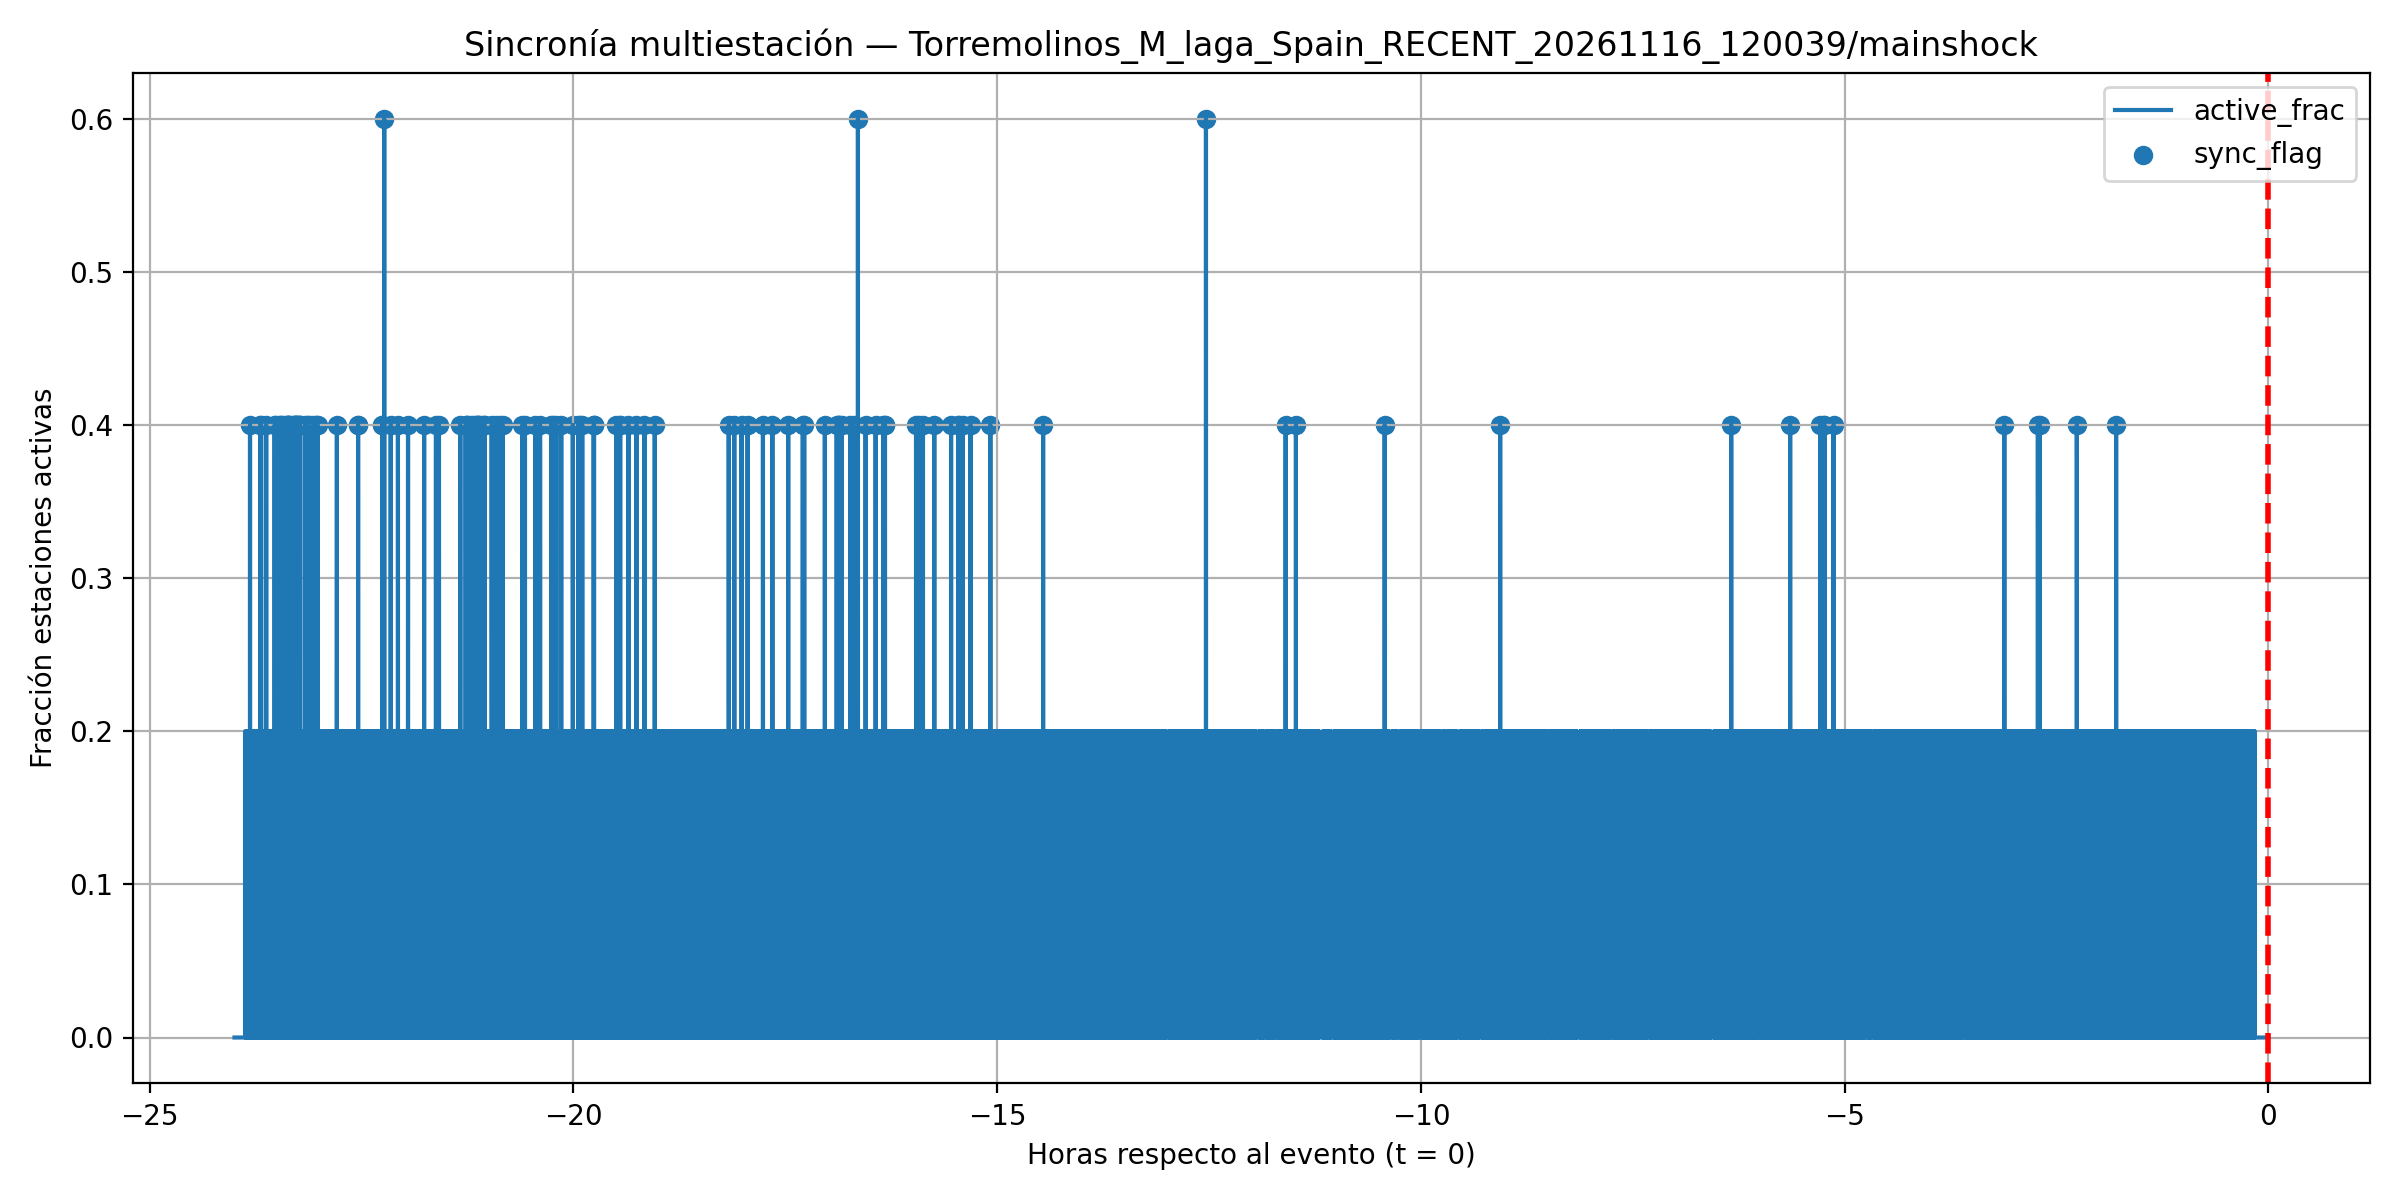 Sincronía multiestación — Torremolinos_M_laga_Spain_RECENT_20261116_120039/mainshock
active_frac
sync_flag
Fracción estaciones activas
0.6
0.5
0.4
0.3
0.2
0.1
0.0
−25
−20
−15
−10
−5
0
Horas respecto al evento (t = 0)